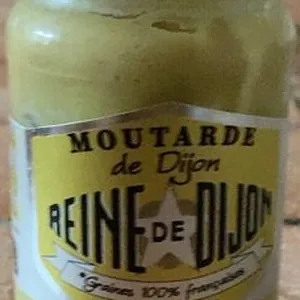 MOUTARDE
de Dijon
REINE DE DIJON
*Graines 100% françaises